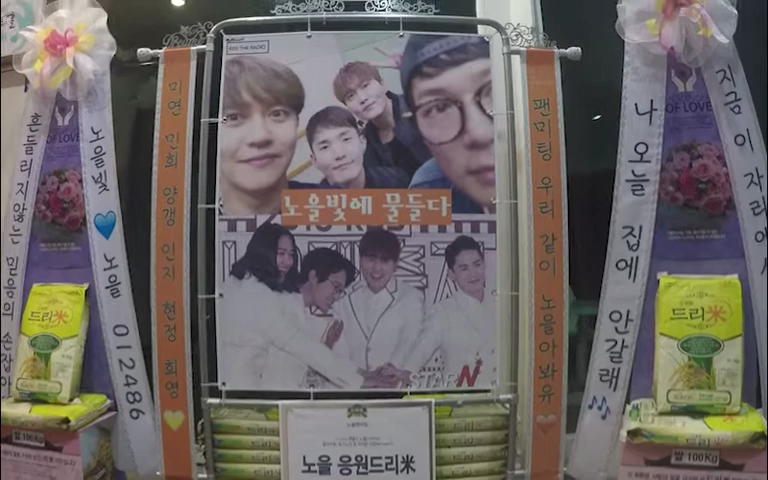 KISS THE RADIO
노을빛에 물들다
STAR N
미연 민희 양갱 인지 현정 희영
팬미팅 우리 같이 노을아봐유
흔들리지않는 믿음의 손잡아
노을빛💙노을 012486
나 오늘 집에 안갈래🎶
지금 이 자리에서
OF LOVE
OF LOVE
드리米
드리米
쌀 100Kg
쌀 100Kg
노을 응원드리米